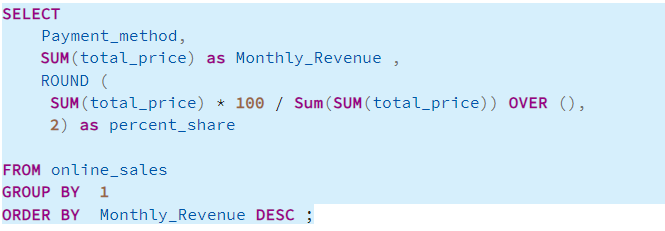 SELECT
Payment_method,
SUM(total_price) as Monthly_Revenue ,
ROUND (
SUM(total_price) * 100 / Sum(SUM(total_price)) OVER (),
2) as percent_share
FROM online_sales
GROUP BY 1
ORDER BY Monthly_Revenue DESC ;